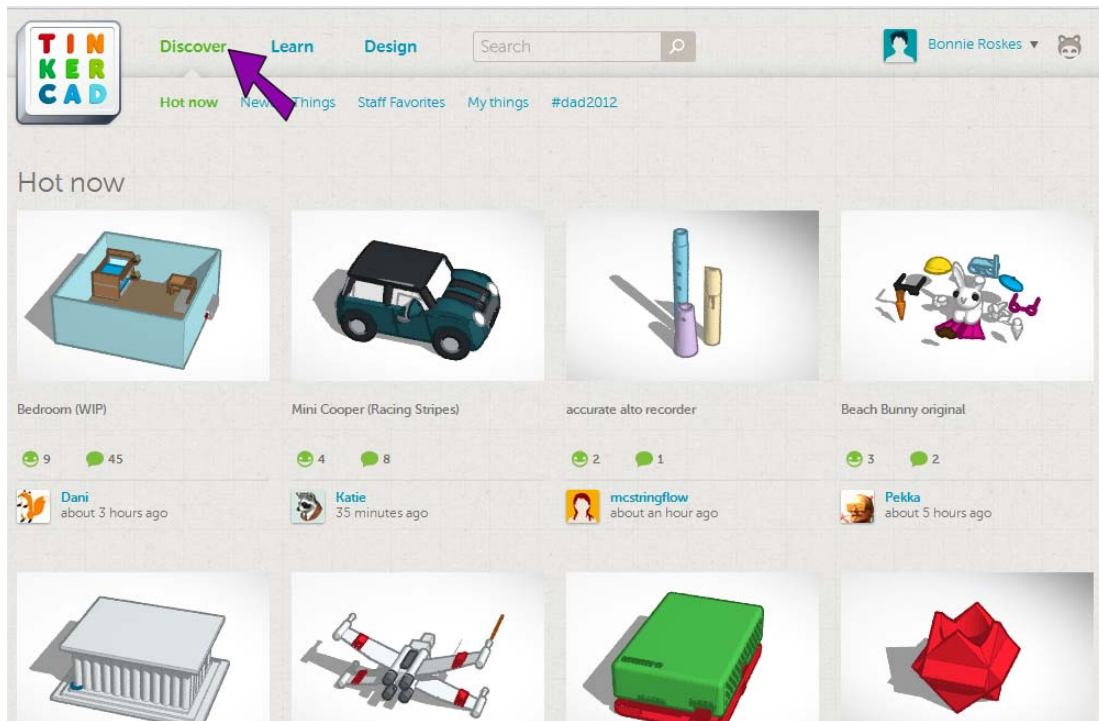 TIN
KER
CAD
Discover Learn Design Search Bonnie Roskes ▼
Hot now Things Staff Favorites My things #dad2012
Hot now
Bedroom (WIP) Mini Cooper (Racing Stripes) accurate alto recorder Beach Bunny original
9 45 4 8 2 1 3 2
Dani Katie mcstringflow Pekka
about 3 hours ago 35 minutes ago about an hour ago about 5 hours ago